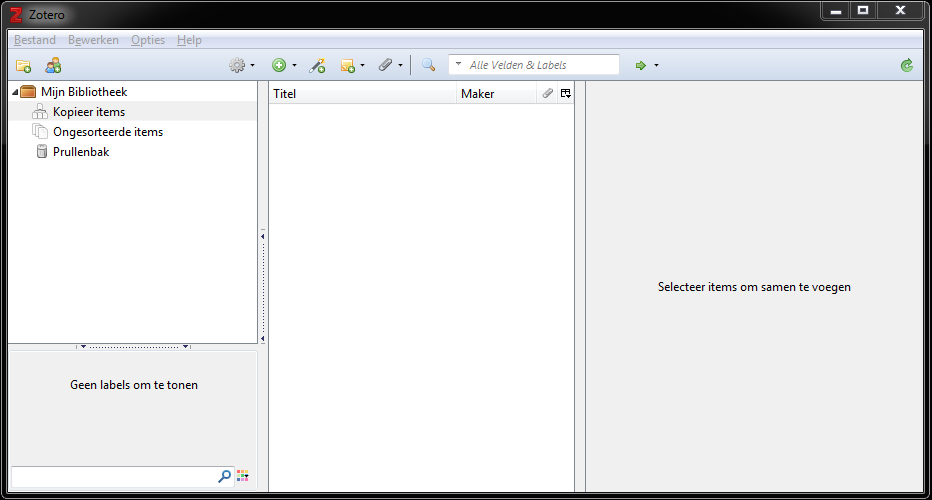 Zotero
Bestand Bewerken Opties Help
Alle Velden & Labels
Mijn Bibliotheek
Kopieer items
Ongesorteerde items
Prullenbak
Titel Maker
Selecteer items om samen te voegen
Geen labels om te tonen